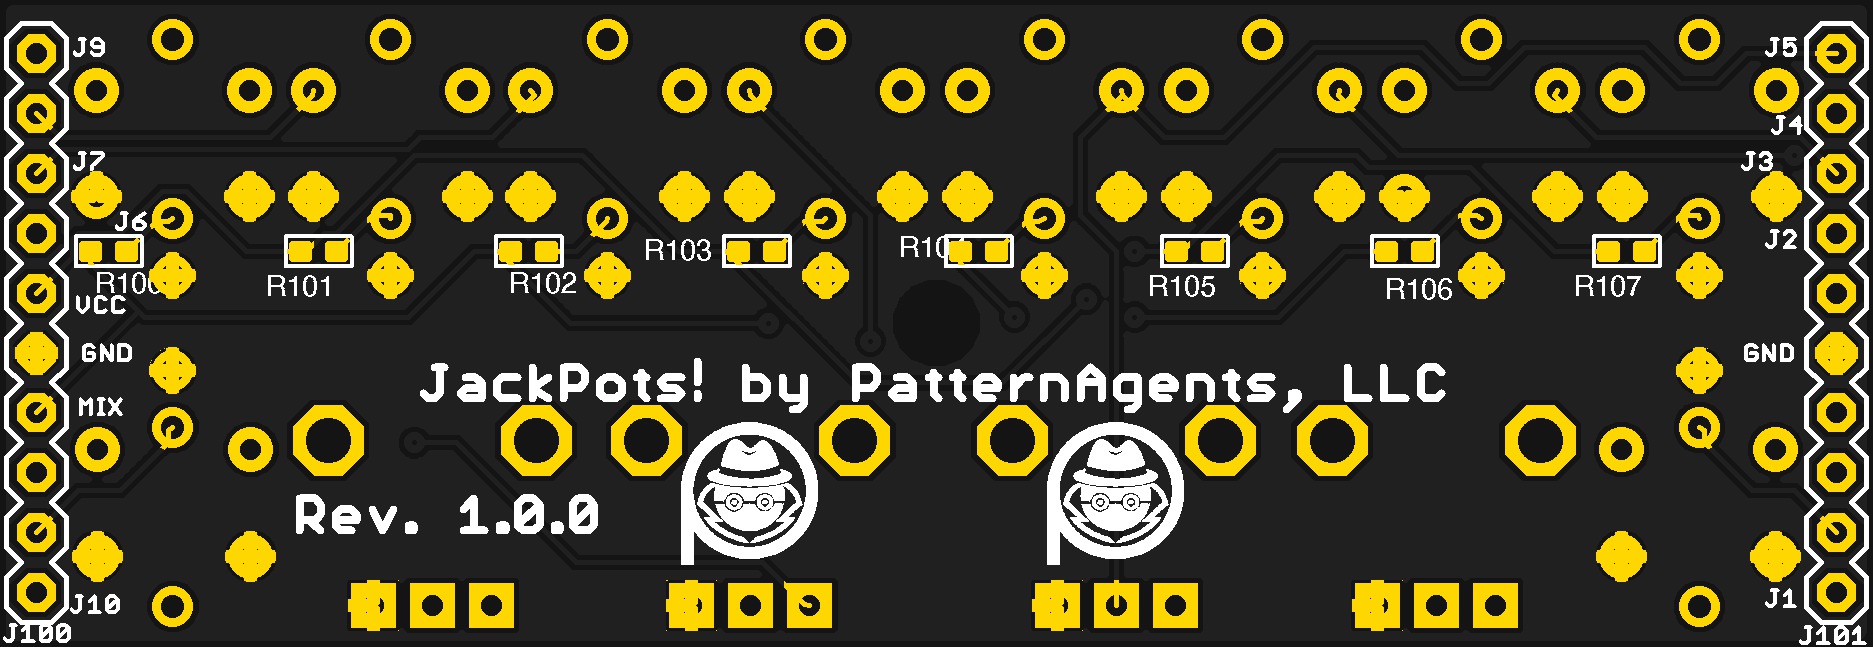 J9
J5
J4
J7
J3
J6
J2
R103
R101
R102
R105
R106
R107
VCC
GND
GND
JackPots! by PatternAgents, LLC
MIX
Rev. 1.0.0
J10
J1
J100
J101